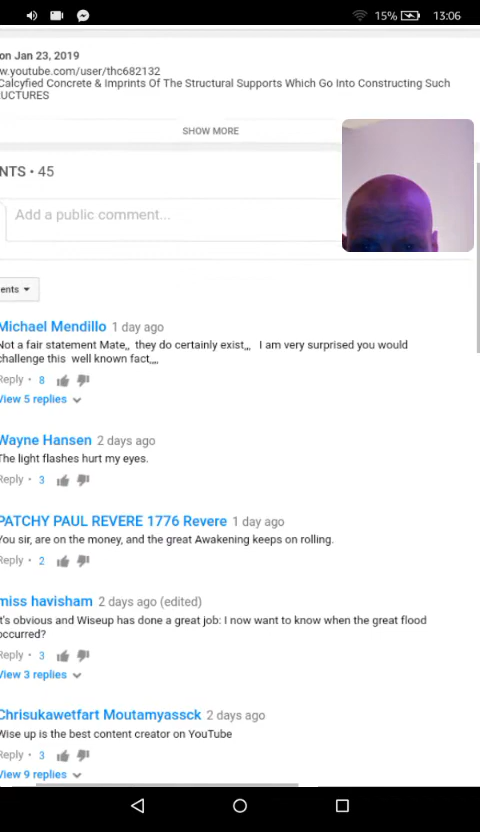 15% 13:06
on Jan 23, 2019
w.youtube.com/user/thc682132
Calcyfied Concrete & Imprints Of The Structural Supports Which Go Into Constructing Such
UCTURES
SHOW MORE
NTS • 45
Add a public comment...
ents
Michael Mendillo 1 day ago
Not a fair statement Mate,, they do certainly exist,,, I am very surprised you would
challenge this well known fact,,,,
Reply • 8
View 5 replies
Wayne Hansen 2 days ago
The light flashes hurt my eyes.
Reply • 3
PATCHY PAUL REVERE 1776 Revere 1 day ago
You sir, are on the money, and the great Awakening keeps on rolling.
Reply • 2
miss havisham 2 days ago (edited)
t's obvious and Wiseup has done a great job: I now want to know when the great flood
occurred?
Reply • 3
View 3 replies
Chrisukawetfart Moutamyassck 2 days ago
Wise up is the best content creator on YouTube
Reply • 3
View 9 replies